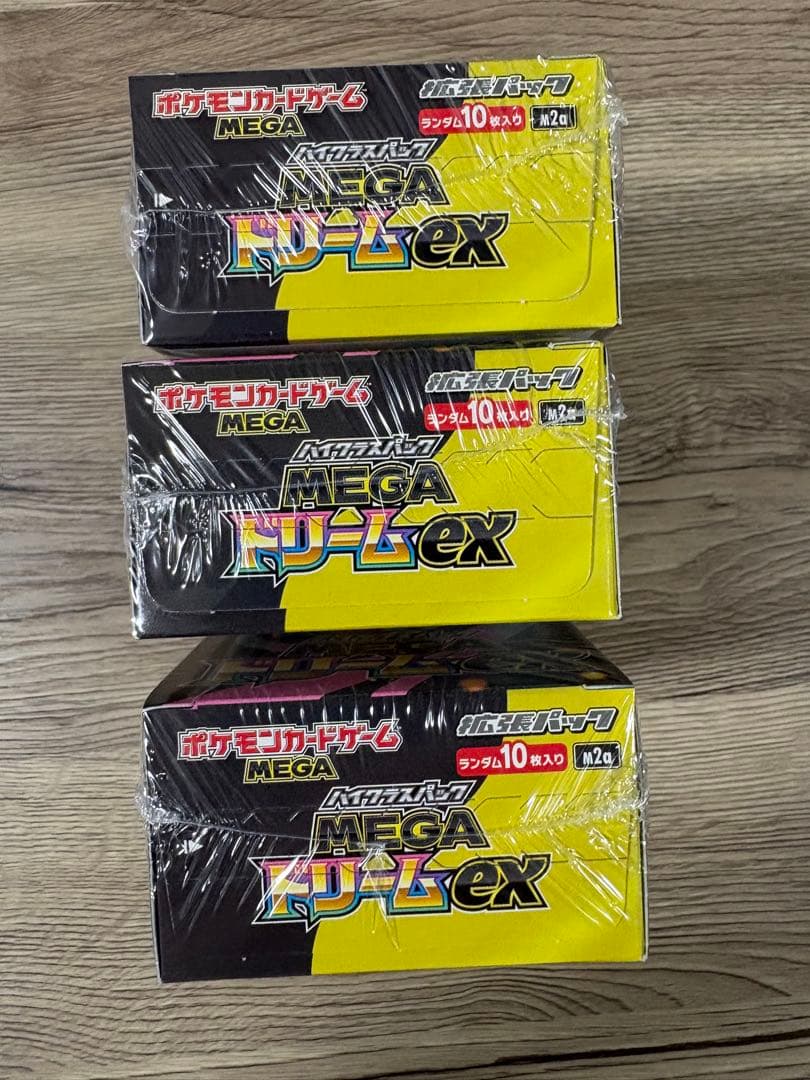 ポケモンカードゲーム
MEGA
拡張パック
ランダム10枚入り M2a
ハイクラスパック
MEGA
ドリームex
ポケモンカードゲーム
MEGA
拡張パック
ランダム10枚入り M2a
ハイクラスパック
MEGA
ドリームex
ポケモンカードゲーム
MEGA
拡張パック
ランダム10枚入り M2a
ハイクラスパック
MEGA
ドリームex